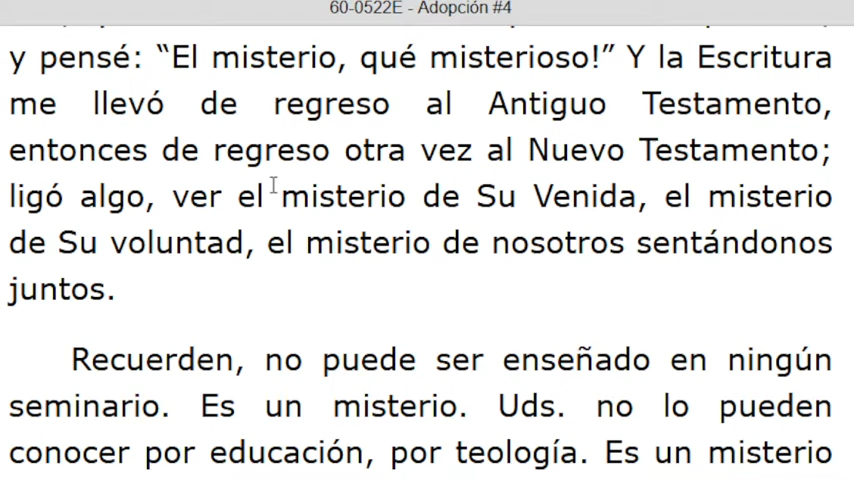 60-0522E - Adopción #4
y pensé: “El misterio, qué misterioso!” Y la Escritura
me llevó de regreso al Antiguo Testamento,
entonces de regreso otra vez al Nuevo Testamento;
ligó algo, ver el misterio de Su Venida, el misterio
de Su voluntad, el misterio de nosotros sentándonos
juntos.
Recuerden, no puede ser enseñado en ningún
seminario. Es un misterio. Uds. no lo pueden
conocer por educación, por teología. Es un misterio